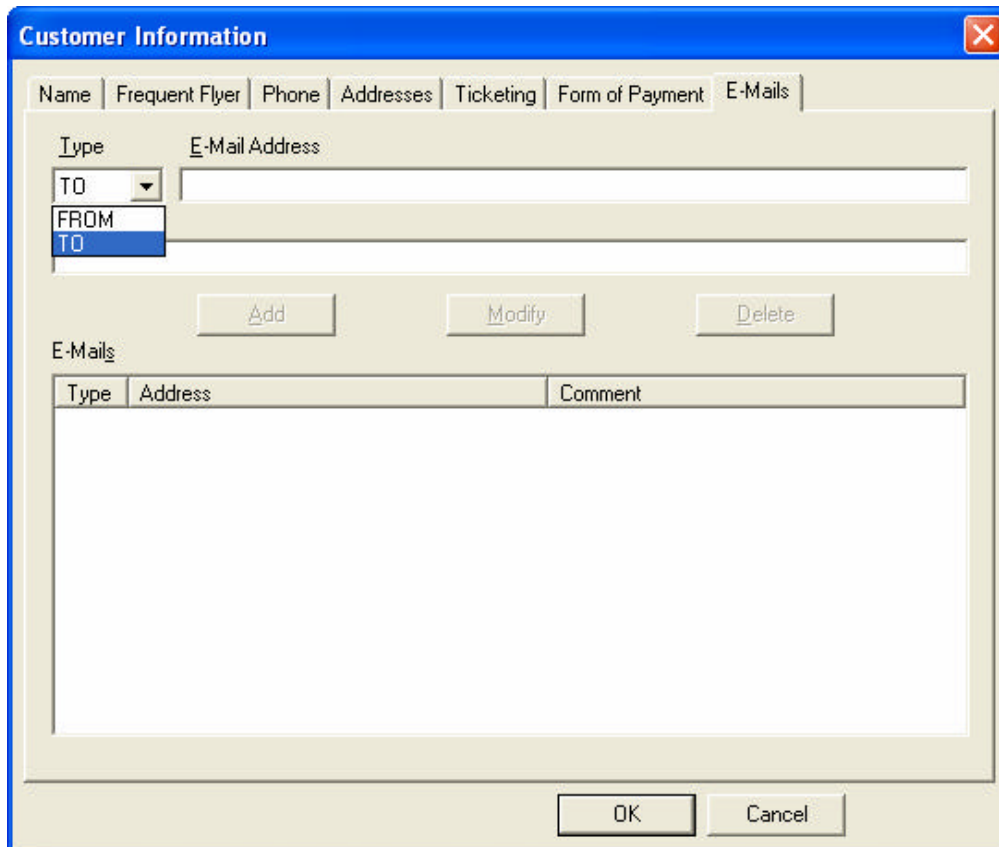 Customer Information
Name Frequent Flyer Phone Addresses Ticketing Form of Payment E-Mails
Type E-Mail Address
TO
FROM
TO
Add Modify Delete
E-Mails
Type Address Comment
OK Cancel